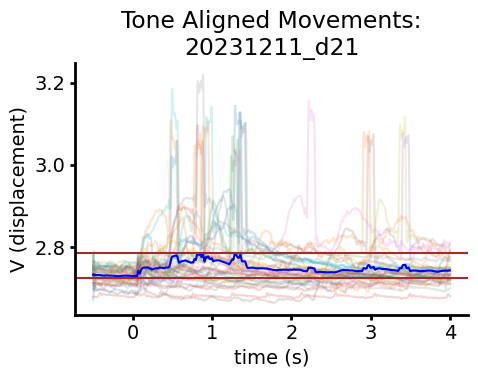 Tone Aligned Movements:
20231211_d21
V (displacement)
3.2
3.0
2.8
0 1 2 3 4
time (s)